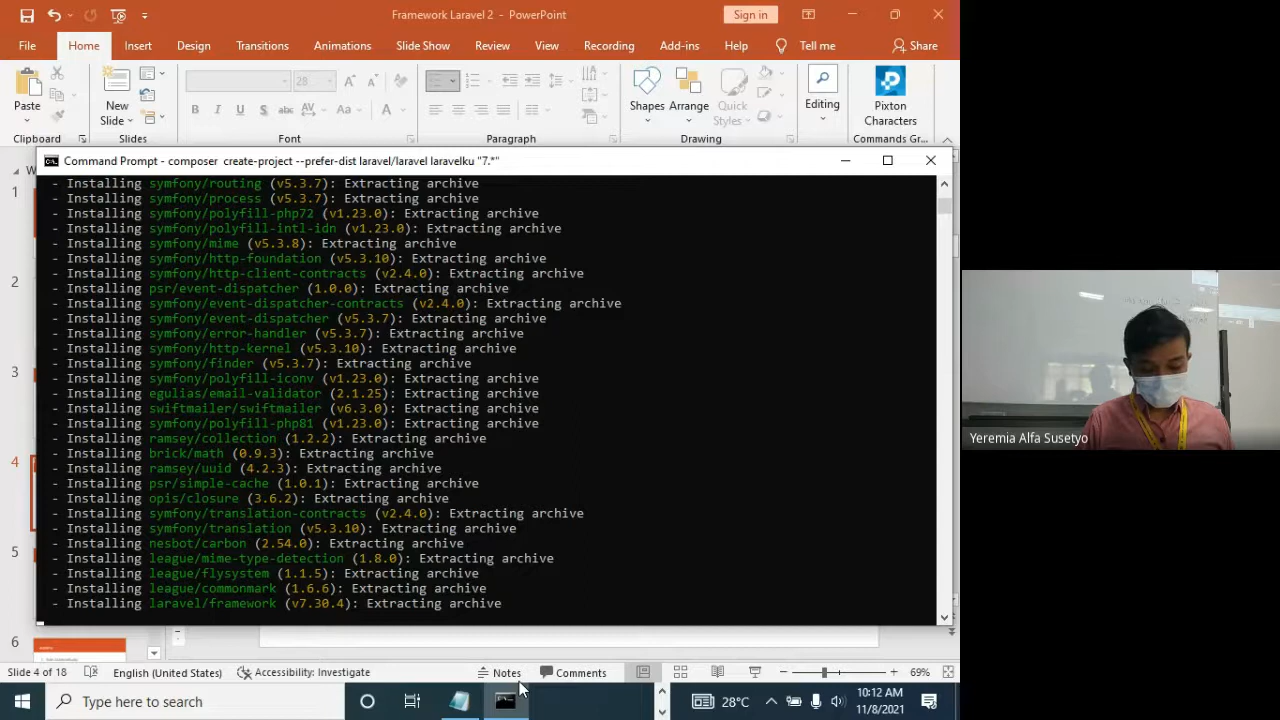 Framework Laravel 2 - PowerPoint
Sign in
File Home Insert Design Transitions Animations Slide Show Review View Recording Add-ins Help Tell me Share
Paste
New Slide
28
B I U S abc AV Aa A
Shapes
Arrange
Quick Styles
Editing
Pixton Characters
Clipboard Slides Font Paragraph Drawing Commands Gr...
Command Prompt - composer create-project --prefer-dist laravel/laravel laravelku "7.*"
- Installing symfony/routing (v5.3.7): Extracting archive
- Installing symfony/process (v5.3.7): Extracting archive
- Installing symfony/polyfill-php72 (v1.23.0): Extracting archive
- Installing symfony/polyfill-intl-idn (v1.23.0): Extracting archive
- Installing symfony/mime (v5.3.8): Extracting archive
- Installing symfony/http-foundation (v5.3.10): Extracting archive
- Installing symfony/http-client-contracts (v2.4.0): Extracting archive
- Installing psr/event-dispatcher (1.0.0): Extracting archive
- Installing symfony/event-dispatcher-contracts (v2.4.0): Extracting archive
- Installing symfony/event-dispatcher (v5.3.7): Extracting archive
- Installing symfony/error-handler (v5.3.7): Extracting archive
- Installing symfony/http-kernel (v5.3.10): Extracting archive
- Installing symfony/finder (v5.3.7): Extracting archive
- Installing symfony/polyfill-iconv (v1.23.0): Extracting archive
- Installing egulias/email-validator (2.1.25): Extracting archive
- Installing swiftmailer/swiftmailer (v6.3.0): Extracting archive
- Installing symfony/polyfill-php81 (v1.23.0): Extracting archive
- Installing ramsey/collection (1.2.2): Extracting archive
- Installing brick/math (0.9.3): Extracting archive
- Installing ramsey/uuid (4.2.3): Extracting archive
- Installing psr/simple-cache (1.0.1): Extracting archive
- Installing opis/closure (3.6.2): Extracting archive
- Installing symfony/translation-contracts (v2.4.0): Extracting archive
- Installing symfony/translation (v5.3.10): Extracting archive
- Installing nesbot/carbon (2.54.0): Extracting archive
- Installing league/mime-type-detection (1.8.0): Extracting archive
- Installing league/flysystem (1.1.5): Extracting archive
- Installing league/commonmark (1.6.6): Extracting archive
- Installing laravel/framework (v7.30.4): Extracting archive
1
2
3
4
5
6
Yeremia Alfa Susetyo
Slide 4 of 18 English (United States) Accessibility: Investigate Notes Comments 69%
Type here to search
28°C
10:12 AM
11/8/2021